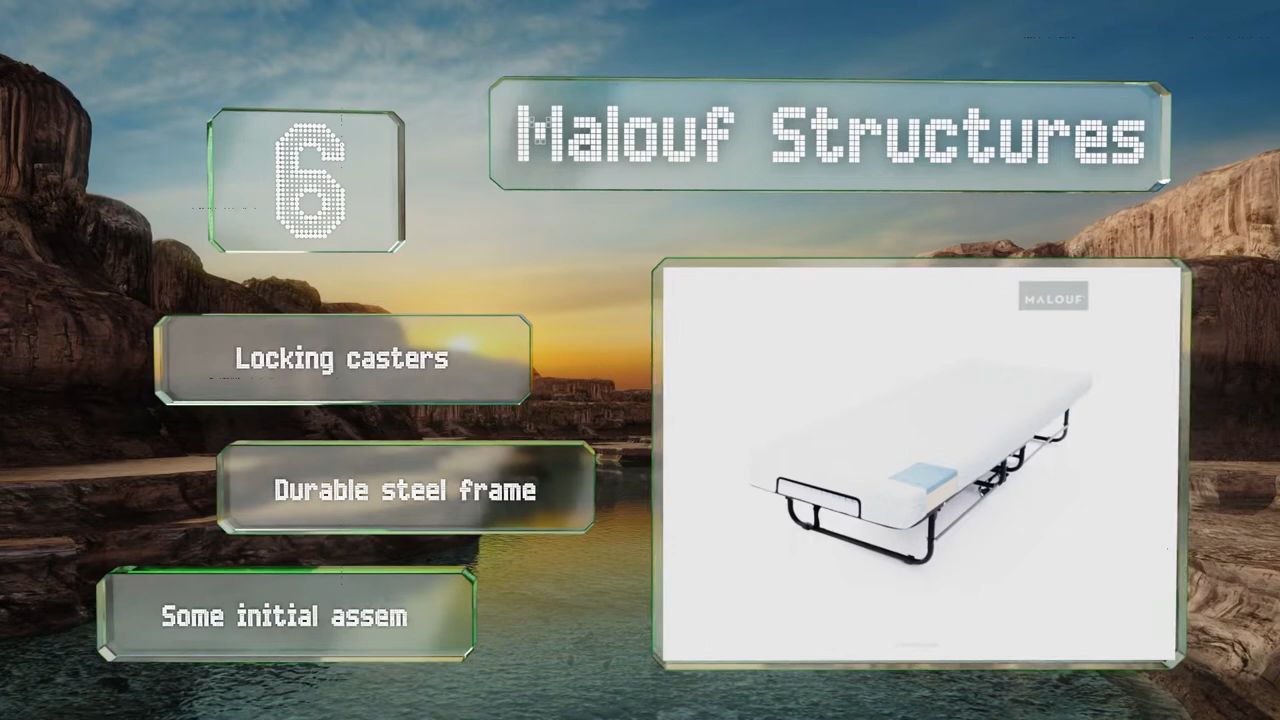 6
Malouf Structures
Locking casters
Durable steel frame
Some initial assem
MALOUF